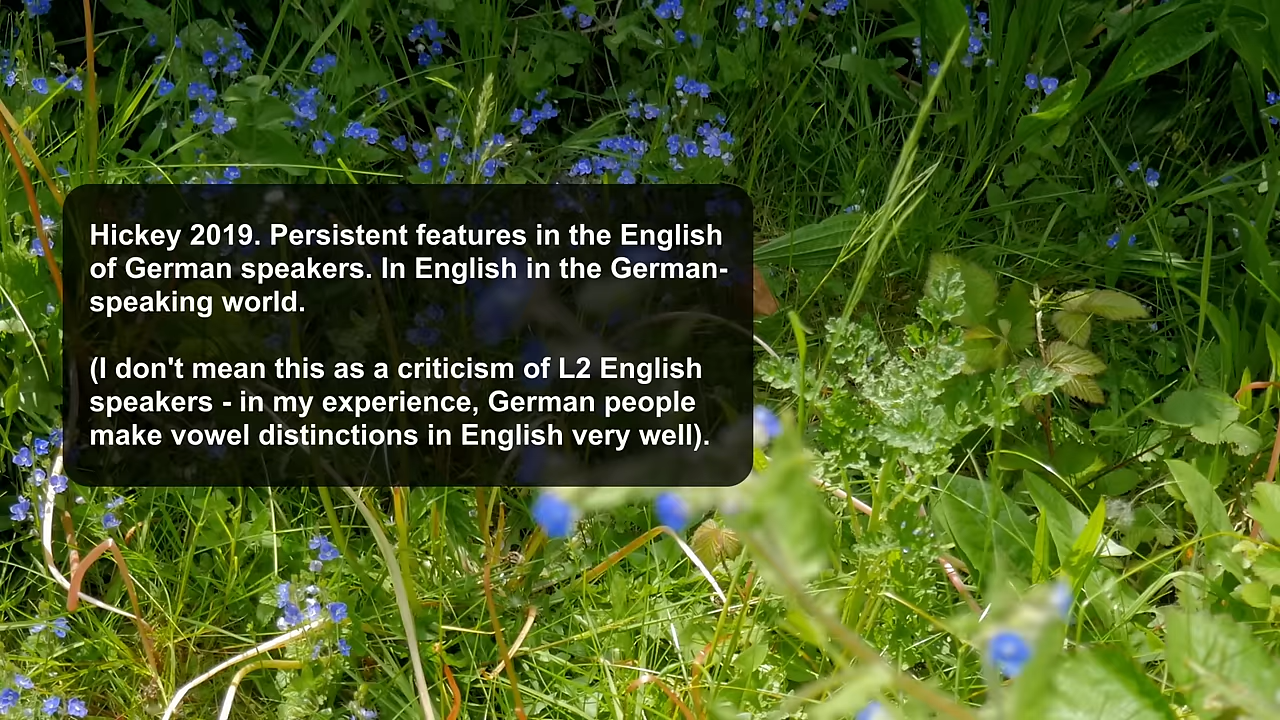 Hickey 2019. Persistent features in the English
of German speakers. In English in the German-
speaking world.
(I don't mean this as a criticism of L2 English
speakers - in my experience, German people
make vowel distinctions in English very well).